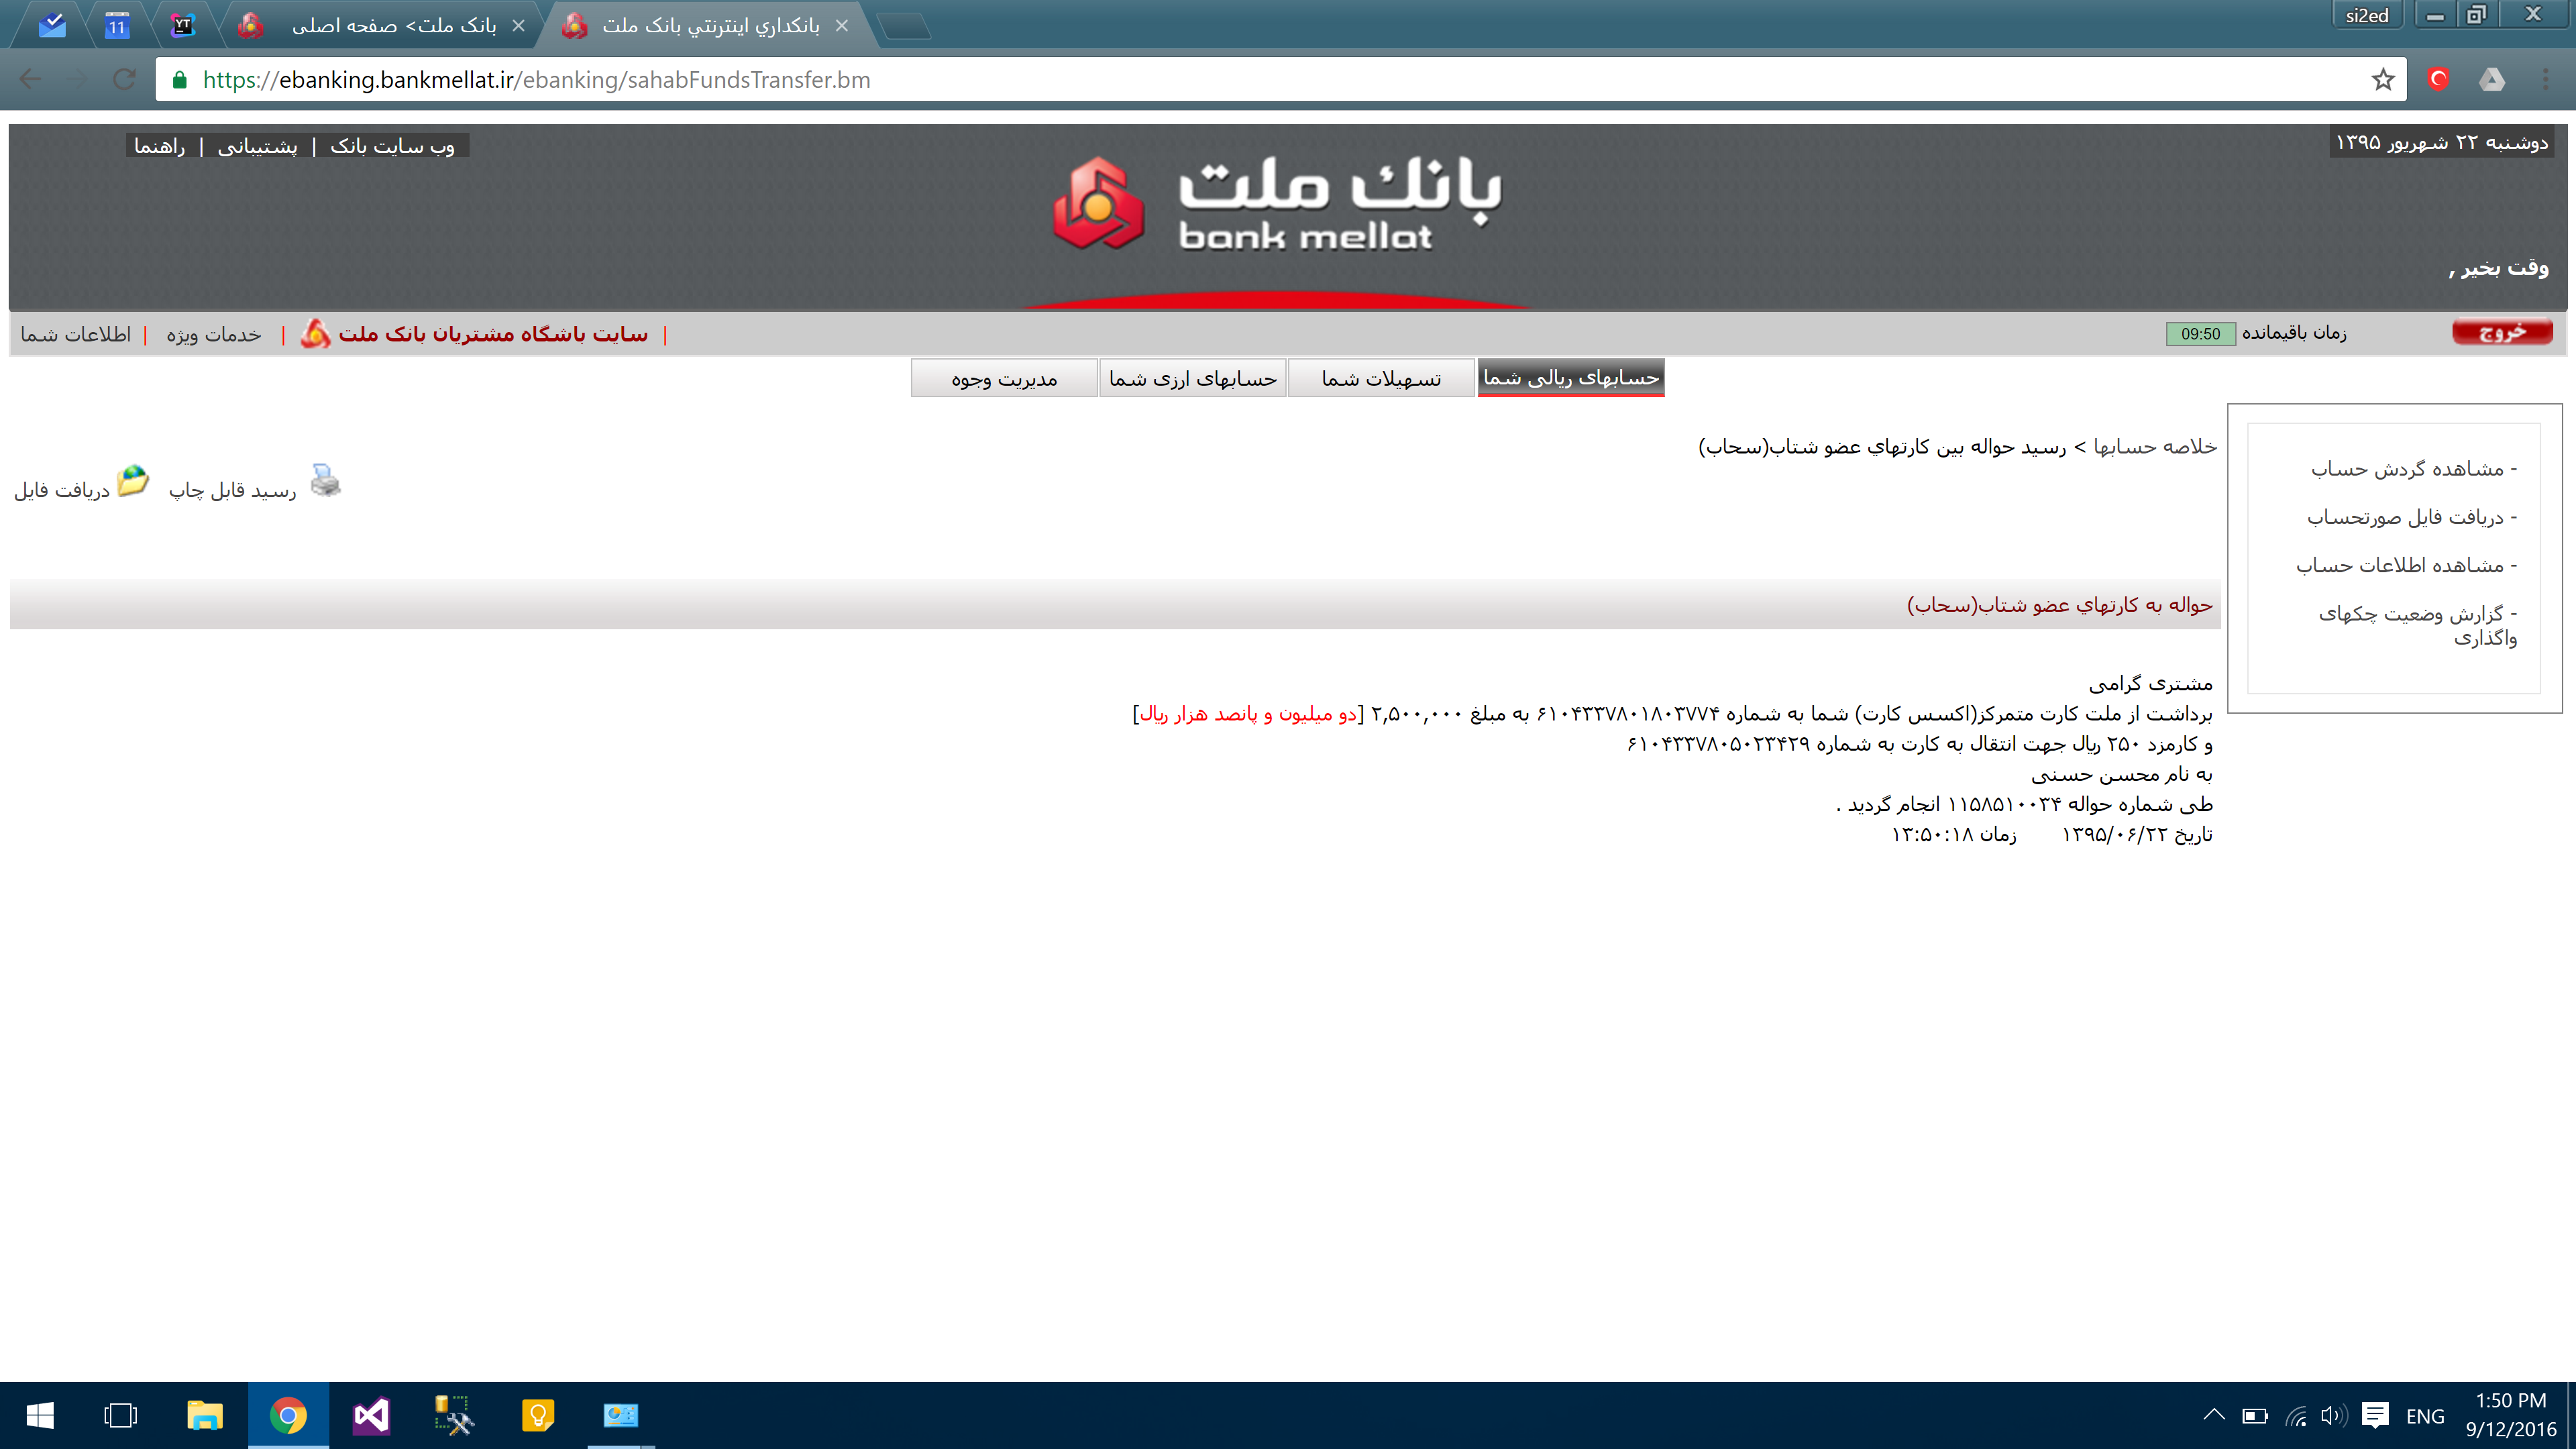 بانک ملت> صفحه اصلی
بانکداري اينترنتي بانک ملت
si2ed
https://ebanking.bankmellat.ir/ebanking/sahabFundsTransfer.bm
دوشنبه ۲۲ شهریور ۱۳۹۵
وب سایت بانک | پشتیبانی | راهنما
بانك ملت
bank mellat
وقت بخیر ,
خروج
زمان باقیمانده 09:50
| سایت باشگاه مشتریان بانک ملت | خدمات ویژه | اطلاعات شما
حسابهای ریالی شما
تسهیلات شما
حسابهای ارزی شما
مدیریت وجوه
- مشاهده گردش حساب
- دریافت فایل صورتحساب
- مشاهده اطلاعات حساب
- گزارش وضعیت چکهای
واگذاری
خلاصه حسابها > رسید حواله بین کارتهاي عضو شتاب(سحاب)
رسید قابل چاپ
دریافت فایل
حواله به کارتهاي عضو شتاب(سحاب)
مشتری گرامی
برداشت از ملت کارت متمرکز(اکسس کارت) شما به شماره ۶۱۰۴۳۳۷۸۰۱۸۰۳۷۷۴ به مبلغ ۲,۵۰۰,۰۰۰ [دو میلیون و پانصد هزار ریال]
و کارمزد ۲۵۰ ریال جهت انتقال به کارت به شماره ۶۱۰۴۳۳۷۸۰۵۰۲۳۴۲۹
به نام محسن حسنی
طی شماره حواله ۱۱۵۸۵۱۰۰۳۴ انجام گردید .
تاریخ ۱۳۹۵/۰۶/۲۲ زمان ۱۳:۵۰:۱۸
11
YT
ENG
1:50 PM
9/12/2016